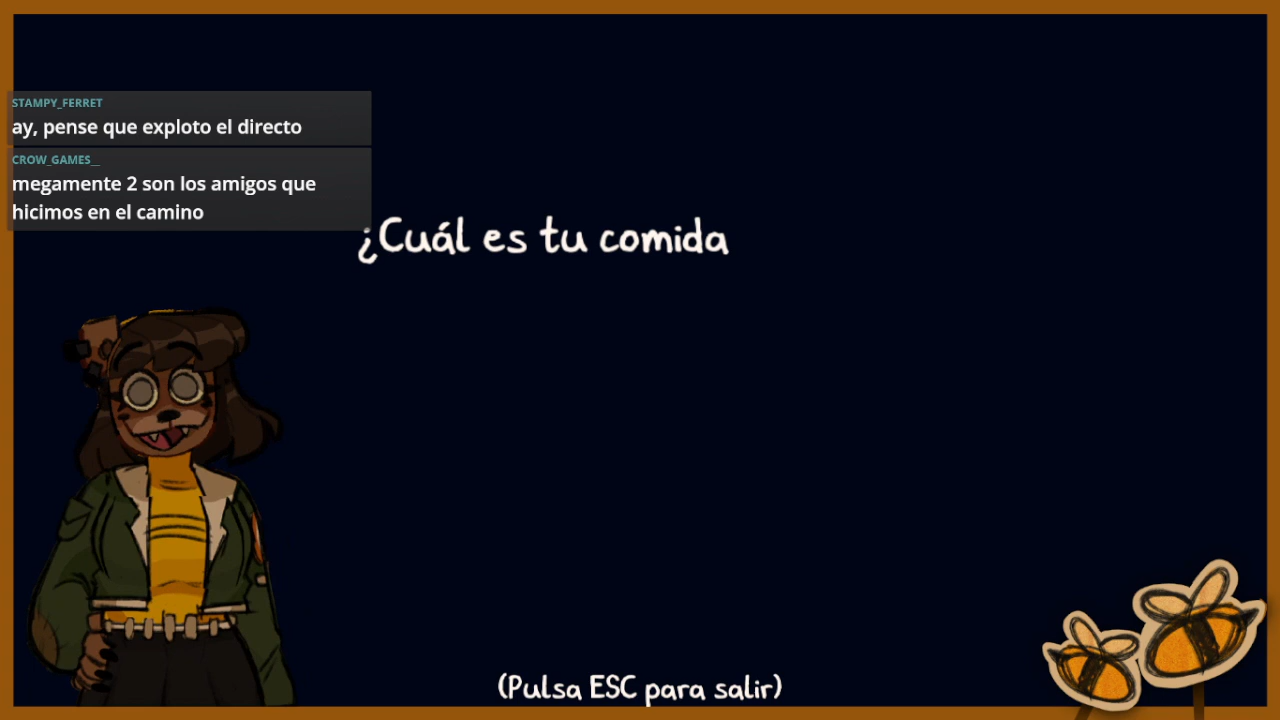 STAMPY_FERRET
ay, pense que exploto el directo
CROW_GAMES__
megamente 2 son los amigos que
hicimos en el camino
¿Cuál es tu comida
(Pulsa ESC para salir)